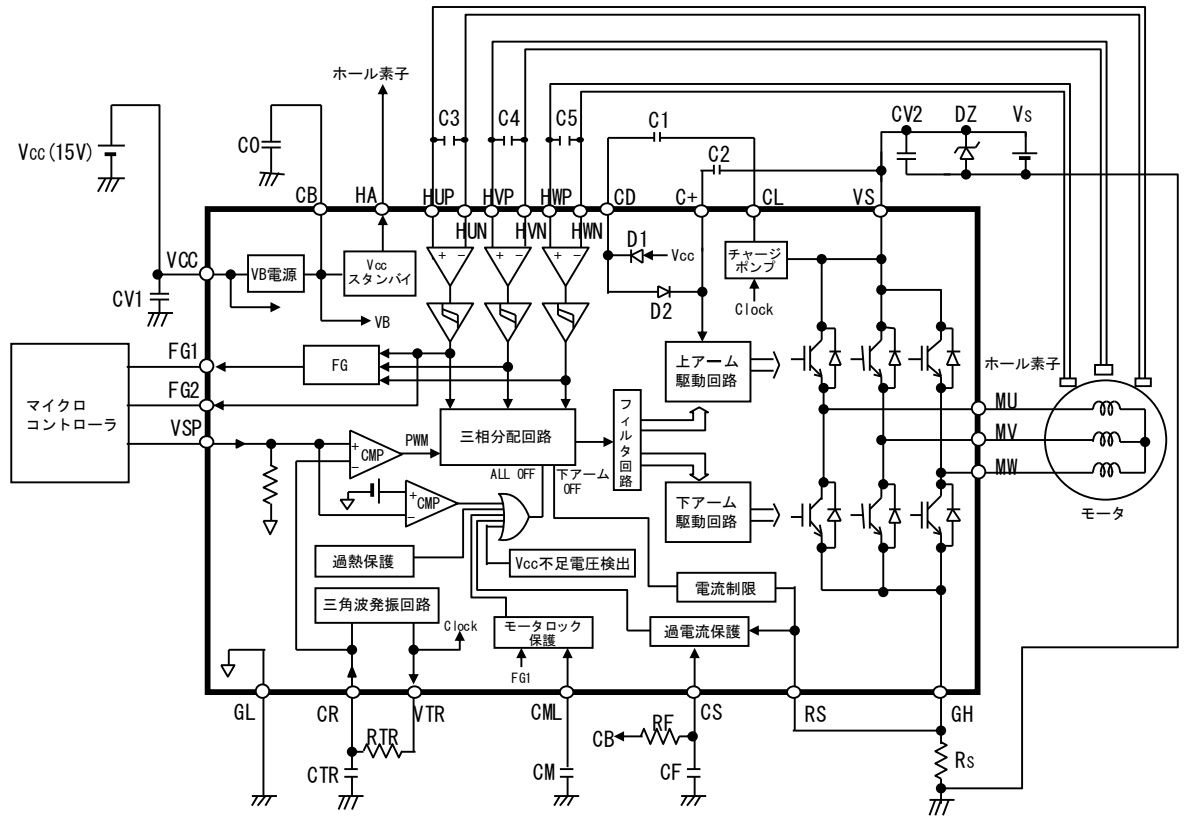 ホール素子
C3
C4
C5
C1
C2
CV2
DZ
VS
VCC(15V)
C0
CB
HA
HUP
HVP
HWP
CD
C+
CL
VS
HUN
HVN
HWN
VCC
CV1
VB電源
VCC
スタンバイ
VB
+ −
+ −
+ −
D1
VCC
D2
チャージ
ポンプ
Clock
FG1
FG
FG2
上アーム
駆動回路
ホール素子
マイクロ
コントローラ
VSP
三相分配回路
フィルタ回路
MU
MV
MW
+
−
CMP
PWM
ALL OFF
下アーム
OFF
+
−
CMP
下アーム
駆動回路
モータ
過熱保護
Vcc不足電圧検出
電流制限
三角波発振回路
Clock
モータロック
保護
過電流保護
FG1
GL
CR
VTR
CML
CS
RS
GH
RTR
CTR
CM
CB
RF
CF
RS